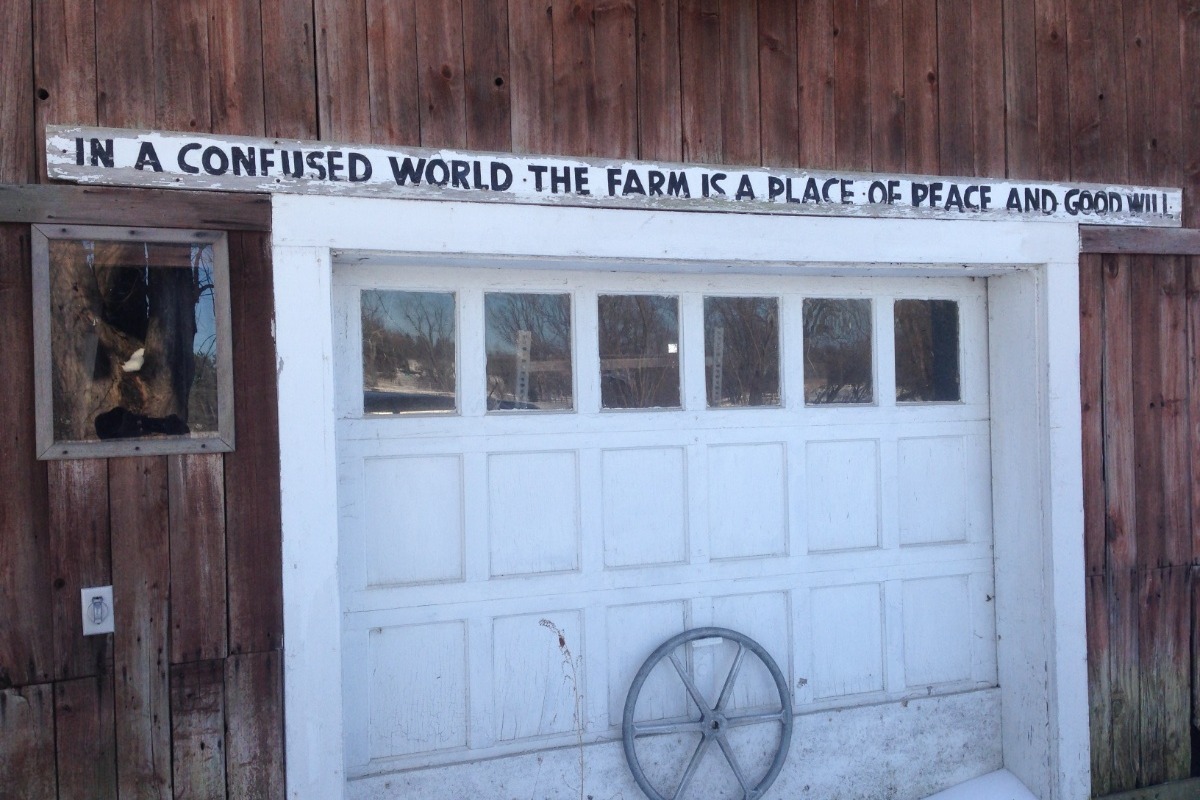 IN A CONFUSED WORLD · THE FARM IS A PLACE · OF PEACE AND GOOD WILL